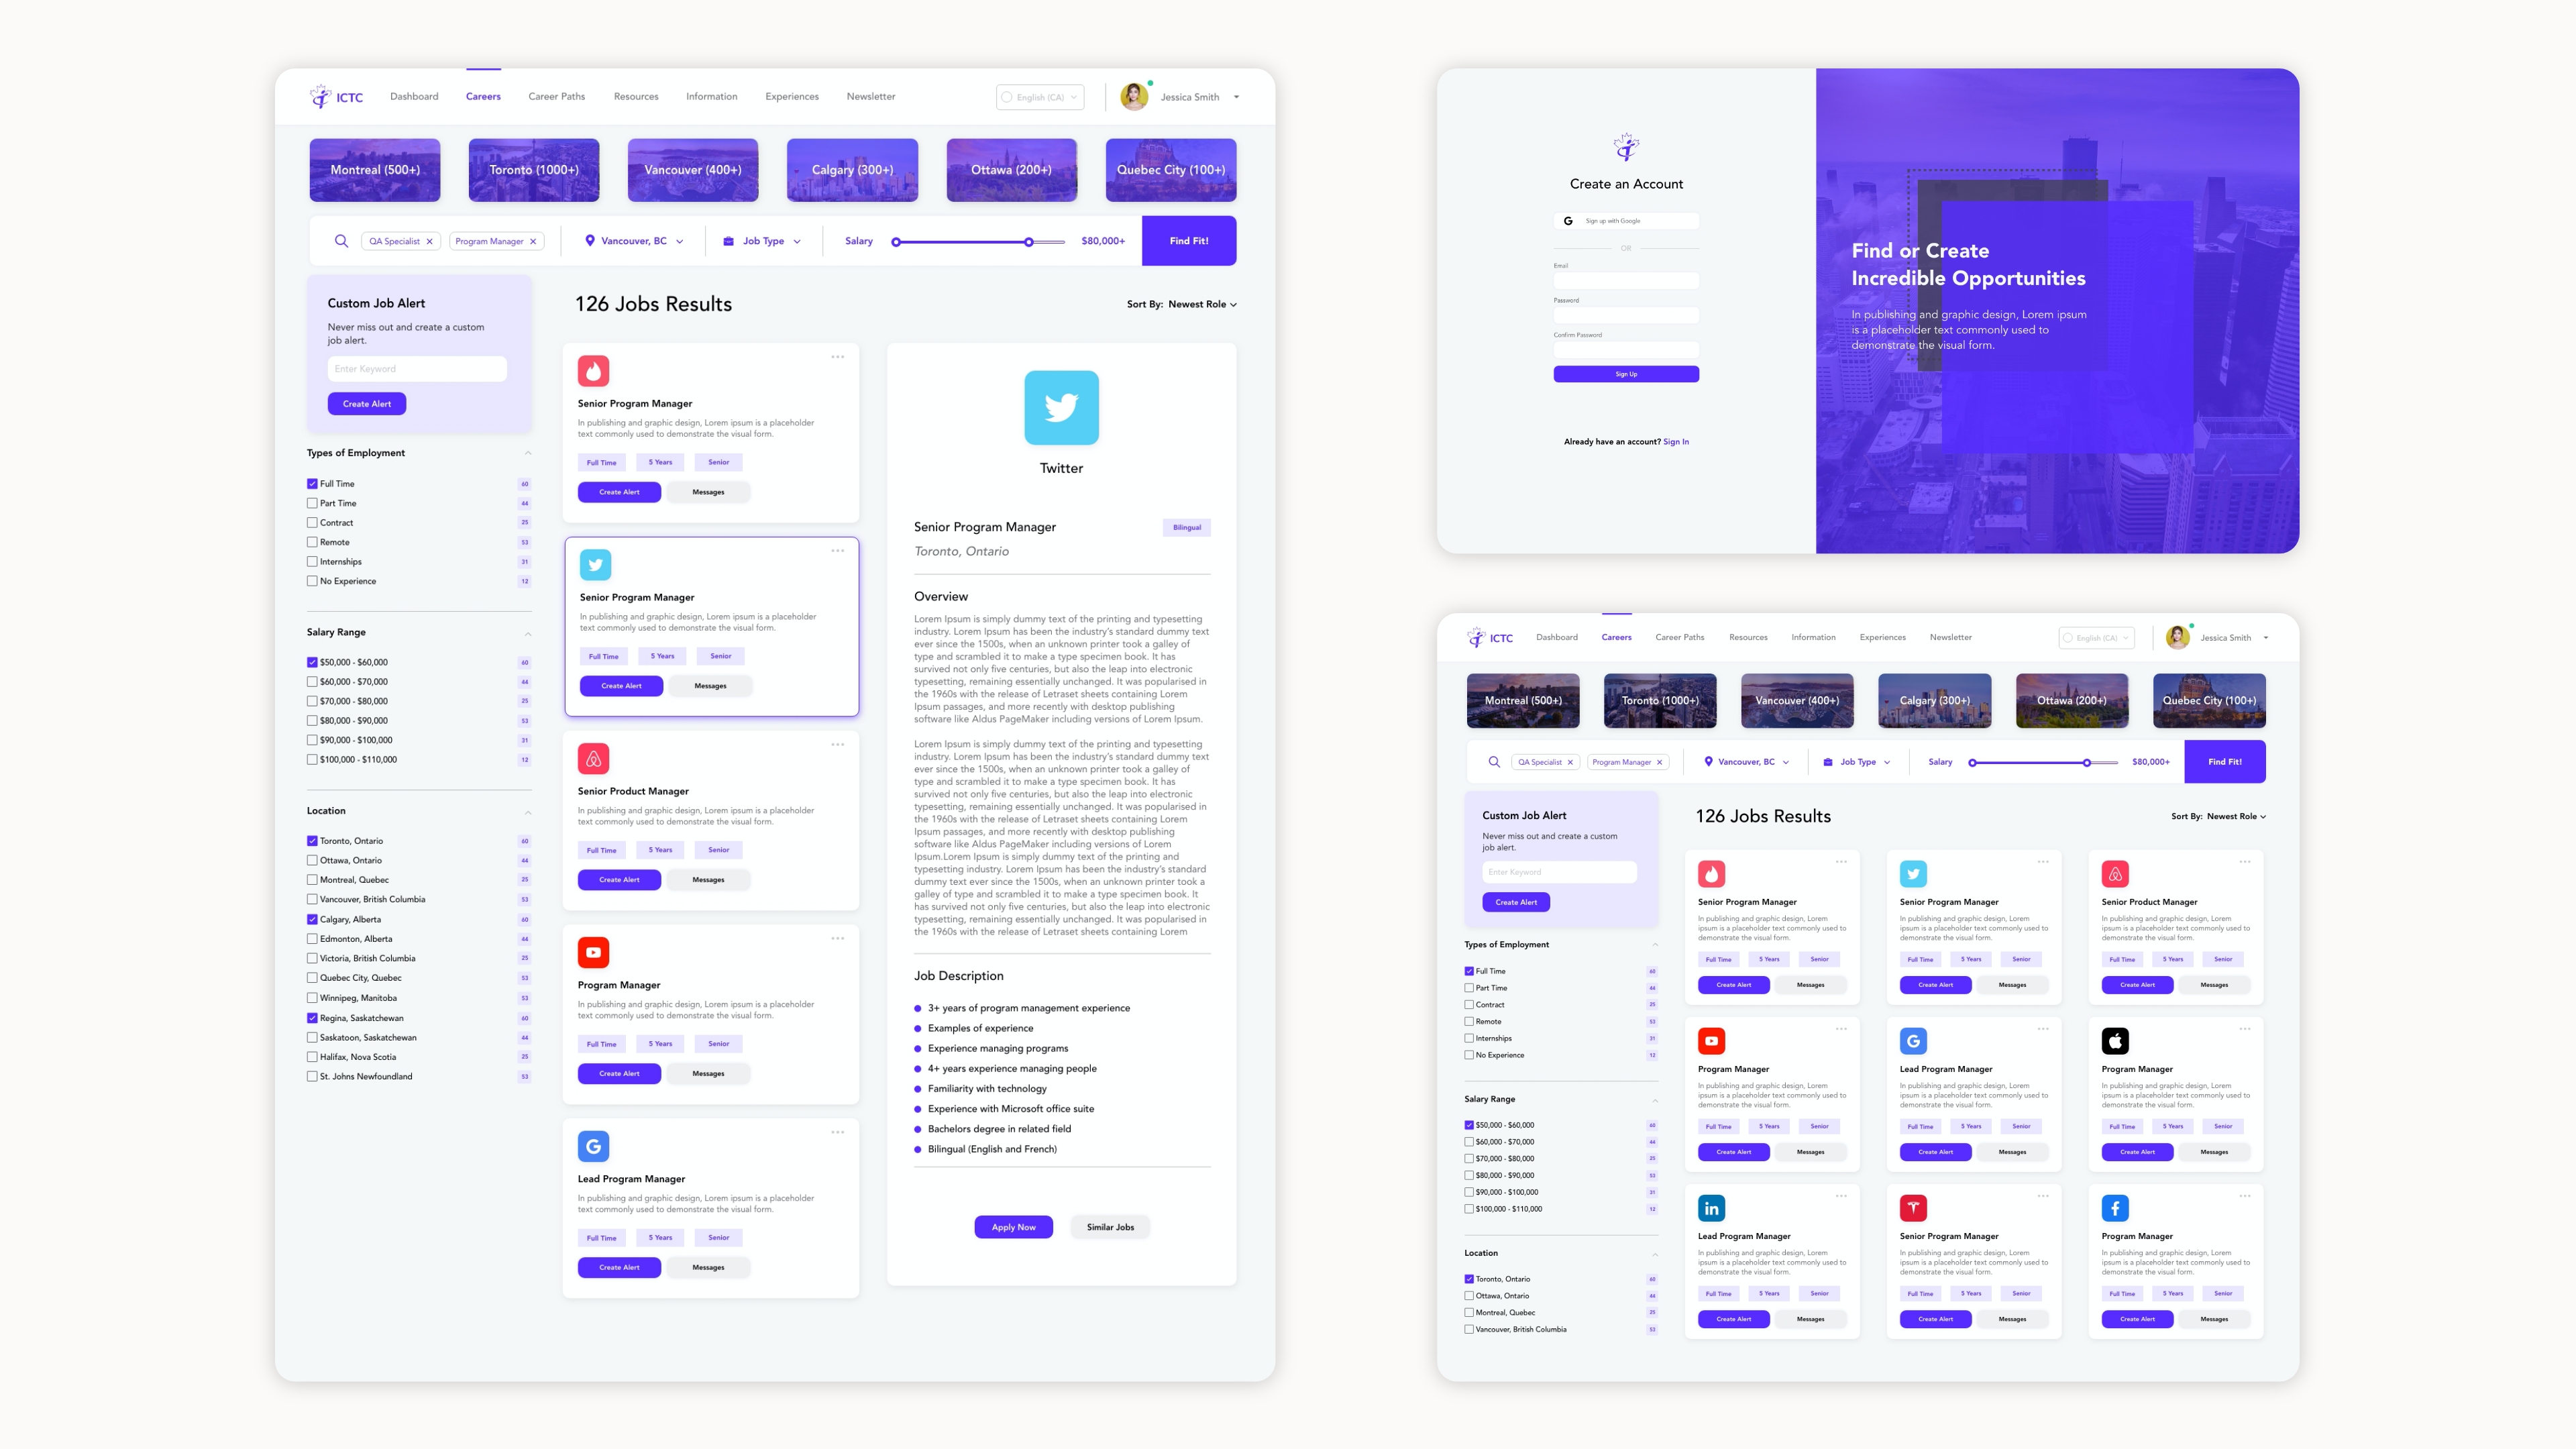 ICTC
Dashboard
Careers
Career Paths
Resources
Information
Experiences
Newsletter
English (CA)
Jessica Smith
Montreal (500+)
Toronto (1000+)
Vancouver (400+)
Calgary (300+)
Ottawa (200+)
Quebec City (100+)
QA Specialist
Program Manager
Vancouver, BC
Job Type
Salary
$80,000+
Find Fit!
Custom Job Alert
Never miss out and create a custom
job alert.
Enter Keyword
Create Alert
Types of Employment
Full Time 60
Part Time 44
Contract 25
Remote 53
Internships 31
No Experience 12
Salary Range
$50,000 - $60,000 60
$60,000 - $70,000 44
$70,000 - $80,000 25
$80,000 - $90,000 53
$90,000 - $100,000 31
$100,000 - $110,000 12
Location
Toronto, Ontario 60
Ottawa, Ontario 44
Montreal, Quebec 25
Vancouver, British Columbia 53
Calgary, Alberta 60
Edmonton, Alberta 44
Victoria, British Columbia 25
Quebec City, Quebec 53
Winnipeg, Manitoba 53
Regina, Saskatchewan 60
Saskatoon, Saskatchewan 44
Halifax, Nova Scotia 25
St. Johns Newfoundland 53
126 Jobs Results
Sort By: Newest Role
Senior Program Manager
In publishing and graphic design, Lorem ipsum is a placeholder
text commonly used to demonstrate the visual form.
Full Time 5 Years Senior
Create Alert Messages
Senior Program Manager
In publishing and graphic design, Lorem ipsum is a placeholder
text commonly used to demonstrate the visual form.
Full Time 5 Years Senior
Create Alert Messages
Senior Product Manager
In publishing and graphic design, Lorem ipsum is a placeholder
text commonly used to demonstrate the visual form.
Full Time 5 Years Senior
Create Alert Messages
Program Manager
In publishing and graphic design, Lorem ipsum is a placeholder
text commonly used to demonstrate the visual form.
Full Time 5 Years Senior
Create Alert Messages
Lead Program Manager
In publishing and graphic design, Lorem ipsum is a placeholder
text commonly used to demonstrate the visual form.
Full Time 5 Years Senior
Create Alert Messages
Twitter
Senior Program Manager
Bilingual
Toronto, Ontario
Overview
Lorem Ipsum is simply dummy text of the printing and typesetting
industry. Lorem Ipsum has been the industry's standard dummy text
ever since the 1500s, when an unknown printer took a galley of
type and scrambled it to make a type specimen book. It has
survived not only five centuries, but also the leap into electronic
typesetting, remaining essentially unchanged. It was popularised in
the 1960s with the release of Letraset sheets containing Lorem
Ipsum passages, and more recently with desktop publishing
software like Aldus PageMaker including versions of Lorem Ipsum.
Lorem Ipsum is simply dummy text of the printing and typesetting
industry. Lorem Ipsum has been the industry's standard dummy text
ever since the 1500s, when an unknown printer took a galley of
type and scrambled it to make a type specimen book. It has
survived not only five centuries, but also the leap into electronic
typesetting, remaining essentially unchanged. It was popularised in
the 1960s with the release of Letraset sheets containing Lorem
Ipsum passages, and more recently with desktop publishing
software like Aldus PageMaker including versions of Lorem
Ipsum.Lorem Ipsum is simply dummy text of the printing and
typesetting industry. Lorem Ipsum has been the industry's standard
dummy text ever since the 1500s, when an unknown printer took a
galley of type and scrambled it to make a type specimen book. It
has survived not only five centuries, but also the leap into electronic
typesetting, remaining essentially unchanged. It was popularised in
the 1960s with the release of Letraset sheets containing Lorem
Job Description
3+ years of program management experience
Examples of experience
Experience managing programs
4+ years experience managing people
Familiarity with technology
Experience with Microsoft office suite
Bachelors degree in related field
Bilingual (English and French)
Apply Now
Similar Jobs
Create an Account
G Sign up with Google
OR
Email
Password
Confirm Password
Sign Up
Already have an account? Sign In
Find or Create
Incredible Opportunities
In publishing and graphic design, Lorem ipsum
is a placeholder text commonly used to
demonstrate the visual form.
ICTC
Dashboard
Careers
Career Paths
Resources
Information
Experiences
Newsletter
English (CA)
Jessica Smith
Montreal (500+)
Toronto (1000+)
Vancouver (400+)
Calgary (300+)
Ottawa (200+)
Quebec City (100+)
QA Specialist
Program Manager
Vancouver, BC
Job Type
Salary
$80,000+
Find Fit!
Custom Job Alert
Never miss out and create a custom
job alert.
Enter Keyword
Create Alert
Types of Employment
Full Time 60
Part Time 44
Contract 25
Remote 53
Internships 31
No Experience 12
Salary Range
$50,000 - $60,000 60
$60,000 - $70,000 44
$70,000 - $80,000 25
$80,000 - $90,000 53
$90,000 - $100,000 31
$100,000 - $110,000 12
Location
Toronto, Ontario 60
Ottawa, Ontario 44
Montreal, Quebec 25
Vancouver, British Columbia 53
126 Jobs Results
Sort By: Newest Role
Senior Program Manager
In publishing and graphic design, Lorem
ipsum is a placeholder text commonly used to
demonstrate the visual form.
Full Time 5 Years Senior
Create Alert Messages
Senior Program Manager
In publishing and graphic design, Lorem
ipsum is a placeholder text commonly used to
demonstrate the visual form.
Full Time 5 Years Senior
Create Alert Messages
Senior Product Manager
In publishing and graphic design, Lorem
ipsum is a placeholder text commonly used to
demonstrate the visual form.
Full Time 5 Years Senior
Create Alert Messages
Program Manager
In publishing and graphic design, Lorem
ipsum is a placeholder text commonly used to
demonstrate the visual form.
Full Time 5 Years Senior
Create Alert Messages
G
Lead Program Manager
In publishing and graphic design, Lorem
ipsum is a placeholder text commonly used to
demonstrate the visual form.
Full Time 5 Years Senior
Create Alert Messages
Program Manager
In publishing and graphic design, Lorem
ipsum is a placeholder text commonly used to
demonstrate the visual form.
Full Time 5 Years Senior
Create Alert Messages
in
Lead Program Manager
In publishing and graphic design, Lorem
ipsum is a placeholder text commonly used to
demonstrate the visual form.
Full Time 5 Years Senior
Create Alert Messages
Senior Program Manager
In publishing and graphic design, Lorem
ipsum is a placeholder text commonly used to
demonstrate the visual form.
Full Time 5 Years Senior
Create Alert Messages
f
Program Manager
In publishing and graphic design, Lorem
ipsum is a placeholder text commonly used to
demonstrate the visual form.
Full Time 5 Years Senior
Create Alert Messages